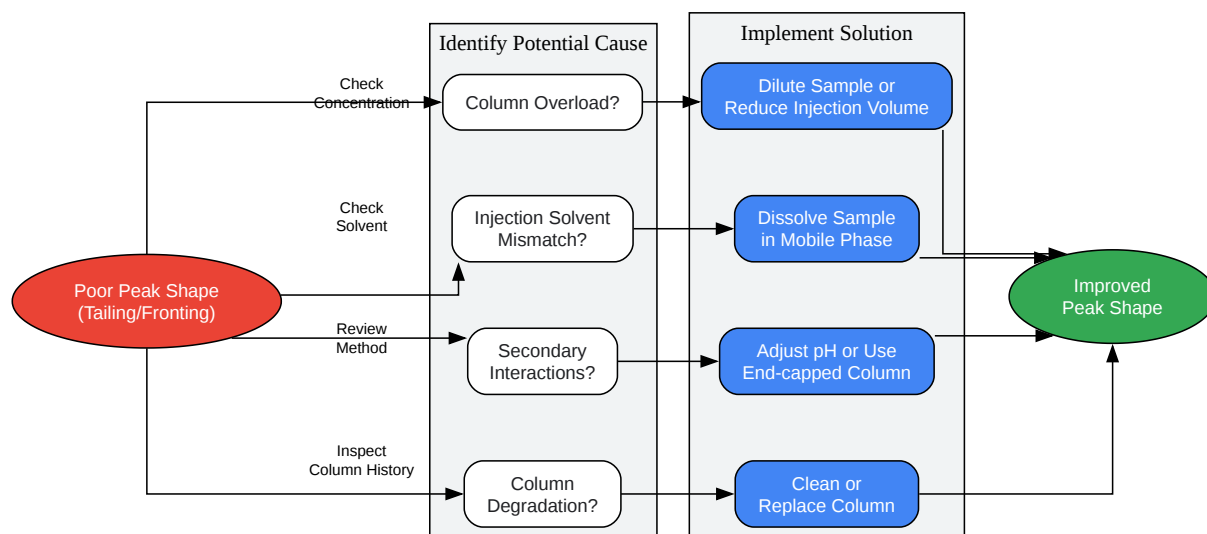 Identify Potential Cause
Implement Solution
Check
Concentration
Column Overload?
Dilute Sample or
Reduce Injection Volume
Check
Solvent
Injection Solvent
Mismatch?
Dissolve Sample
in Mobile Phase
Poor Peak Shape
(Tailing/Fronting)
Improved
Peak Shape
Review
Method
Secondary
Interactions?
Adjust pH or Use
End-capped Column
Inspect
Column History
Column
Degradation?
Clean or
Replace Column